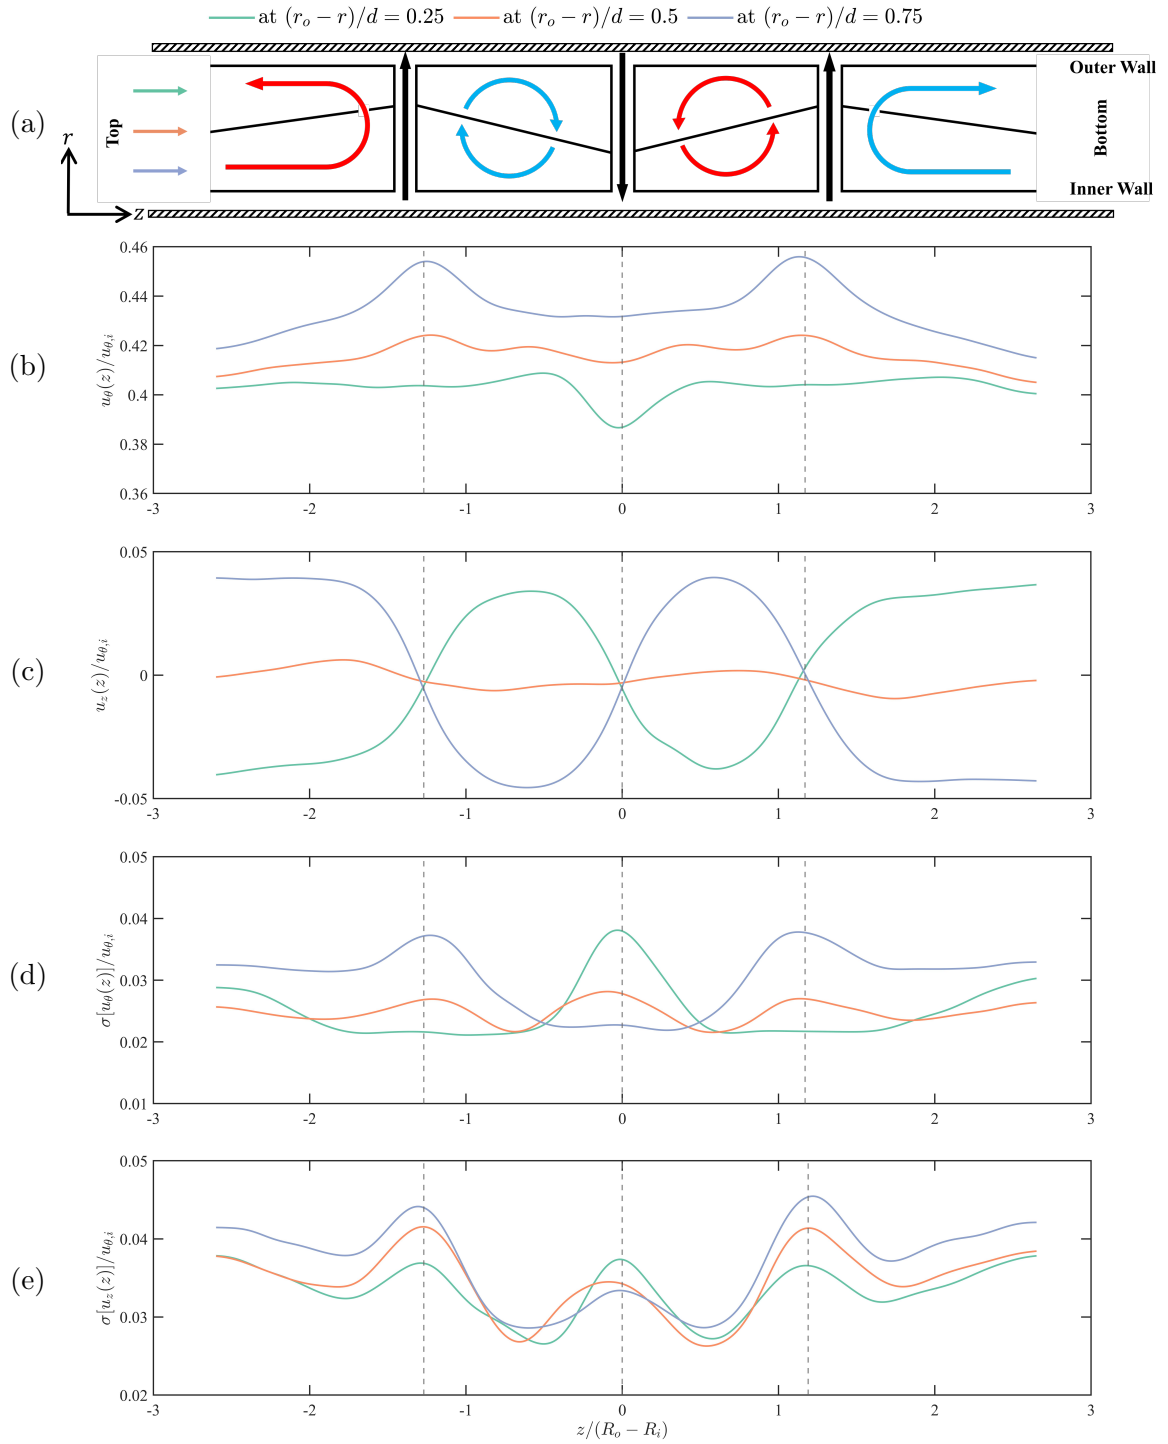 at (r_o − r)/d = 0.25 at (r_o − r)/d = 0.5 at (r_o − r)/d = 0.75
(a)
Top
Outer Wall
Bottom
Inner Wall
r
z
(b)
u_θ(z)/u_θ,i
0.46
0.44
0.42
0.4
0.38
0.36
-3 -2 -1 0 1 2 3
(c)
u_z(z)/u_θ,i
0.05
0
-0.05
-3 -2 -1 0 1 2 3
(d)
σ[u_θ(z)]/u_θ,i
0.05
0.04
0.03
0.02
0.01
-3 -2 -1 0 1 2 3
(e)
σ[u_z(z)]/u_θ,i
0.05
0.04
0.03
0.02
-3 -2 -1 0 1 2 3
z/(R_o − R_i)